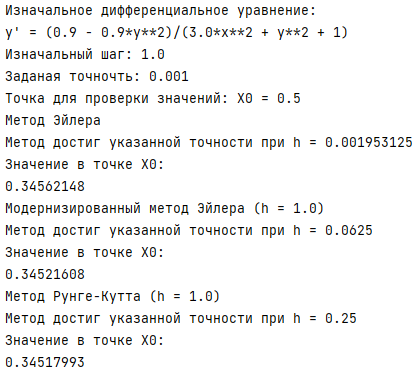 Изначальное дифференциальное уравнение:
y' = (0.9 - 0.9*y**2)/(3.0*x**2 + y**2 + 1)
Изначальный шаг: 1.0
Заданая точночть: 0.001
Точка для проверки значений: X0 = 0.5
Метод Эйлера
Метод достиг указанной точности при h = 0.001953125
Значение в точке X0:
0.34562148
Модернизированный метод Эйлера (h = 1.0)
Метод достиг указанной точности при h = 0.0625
Значение в точке X0:
0.34521608
Метод Рунге-Кутта (h = 1.0)
Метод достиг указанной точности при h = 0.25
Значение в точке X0:
0.34517993